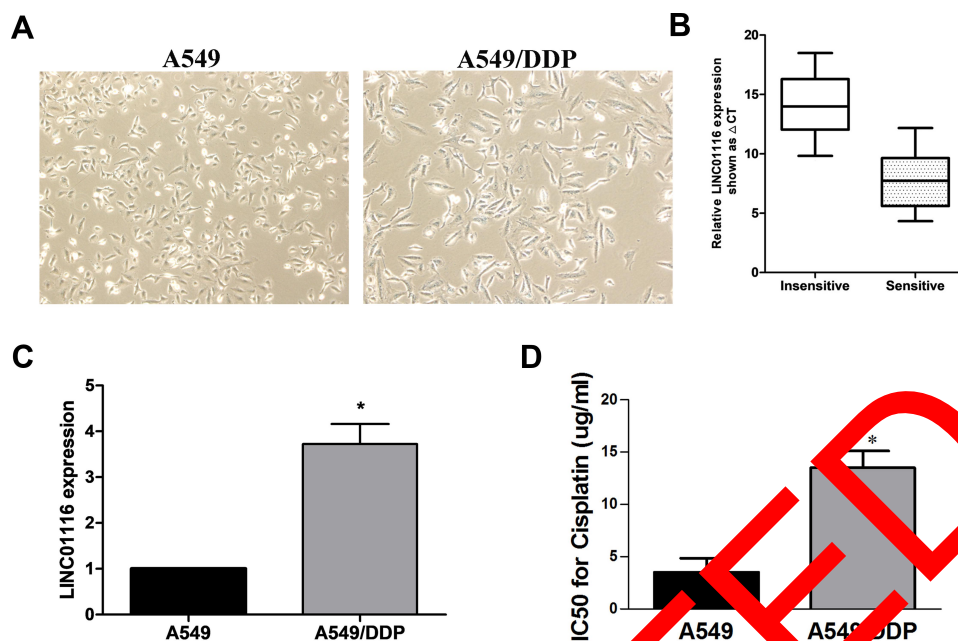 A
A549
A549/DDP
B
Relative LINC01116 expression
shown as △CT
20
15
10
5
0
Insensitive
Sensitive
C
LINC01116 expression
5
4
3
2
1
0
*
A549
A549/DDP
D
IC50 for Cisplatin (ug/ml)
20
15
10
5
0
*
A549
A549/DDP